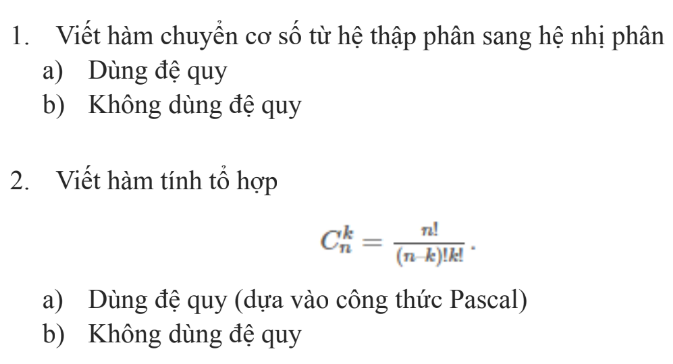 1. Viết hàm chuyển cơ số từ hệ thập phân sang hệ nhị phân
a) Dùng đệ quy
b) Không dùng đệ quy
2. Viết hàm tính tổ hợp
$C_n^k = \frac{n!}{(n-k)!k!}.$
a) Dùng đệ quy (dựa vào công thức Pascal)
b) Không dùng đệ quy